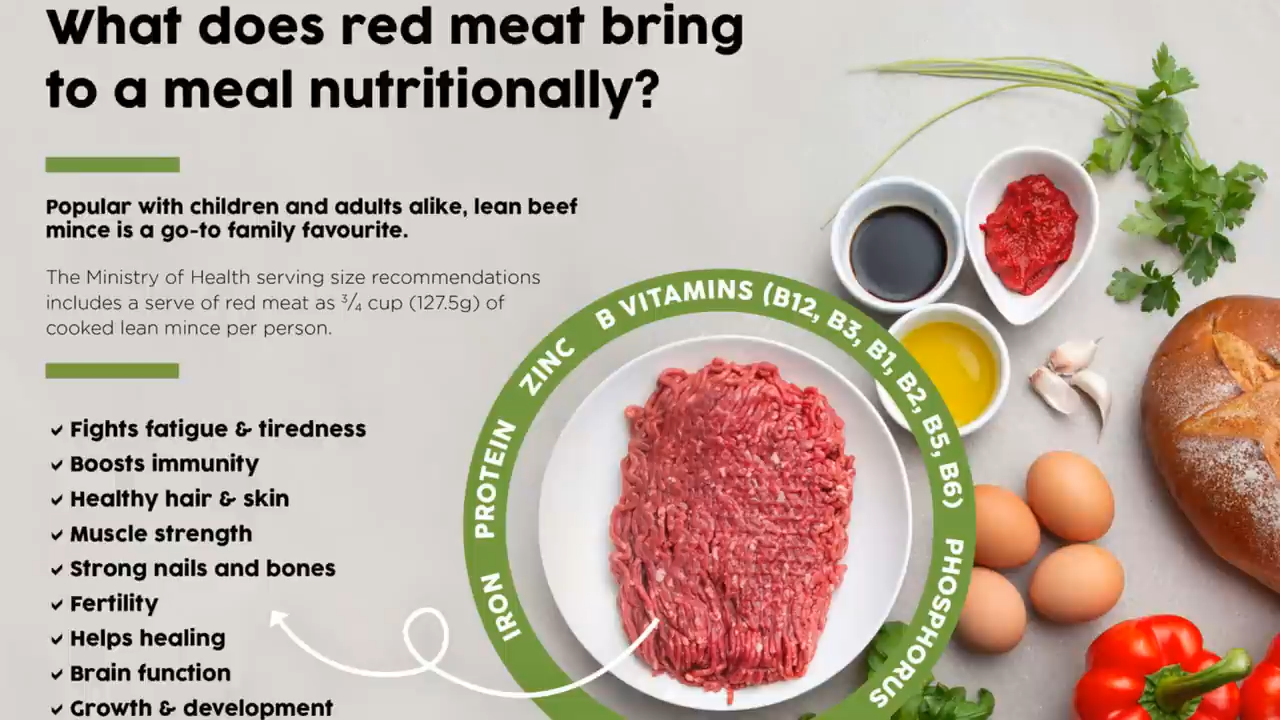 What does red meat bring
to a meal nutritionally?
Popular with children and adults alike, lean beef
mince is a go-to family favourite.
The Ministry of Health serving size recommendations
includes a serve of red meat as ¾ cup (127.5g) of
cooked lean mince per person.
✓ Fights fatigue & tiredness
✓ Boosts immunity
✓ Healthy hair & skin
✓ Muscle strength
✓ Strong nails and bones
✓ Fertility
✓ Helps healing
✓ Brain function
✓ Growth & development
IRON
PROTEIN
ZINC
B VITAMINS (B12, B3, B1, B2, B5, B6)
PHOSPHORUS